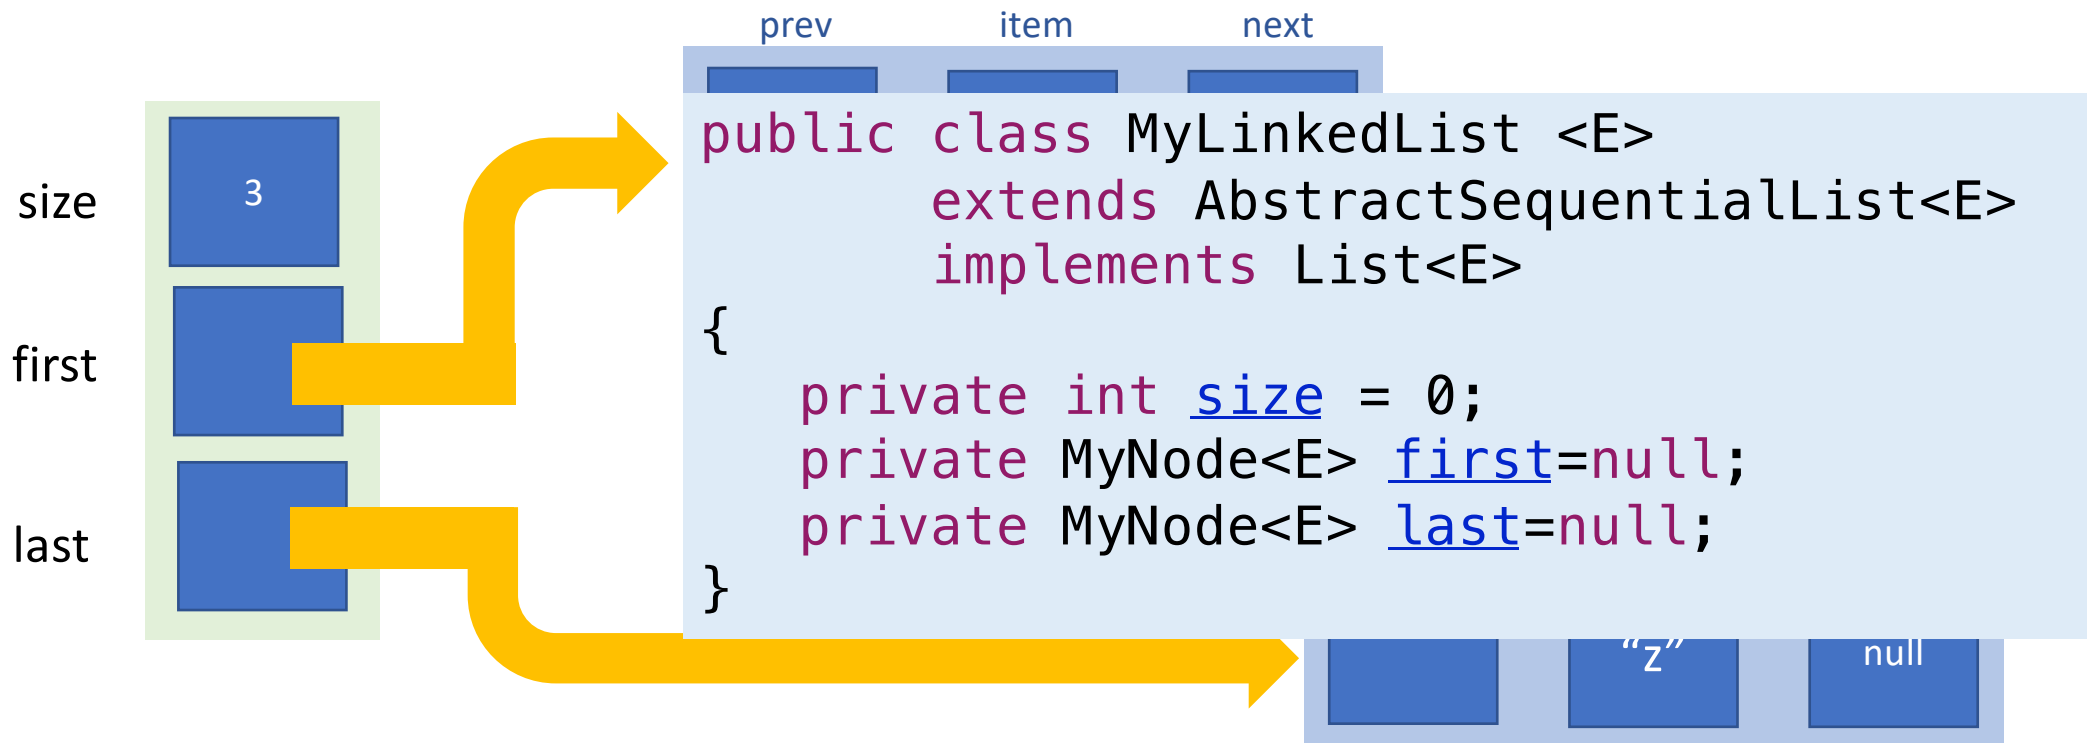 prev item next
size 3
first
last
public class MyLinkedList <E>
extends AbstractSequentialList<E>
implements List<E>
{
private int size = 0;
private MyNode<E> first=null;
private MyNode<E> last=null;
}
“z” null